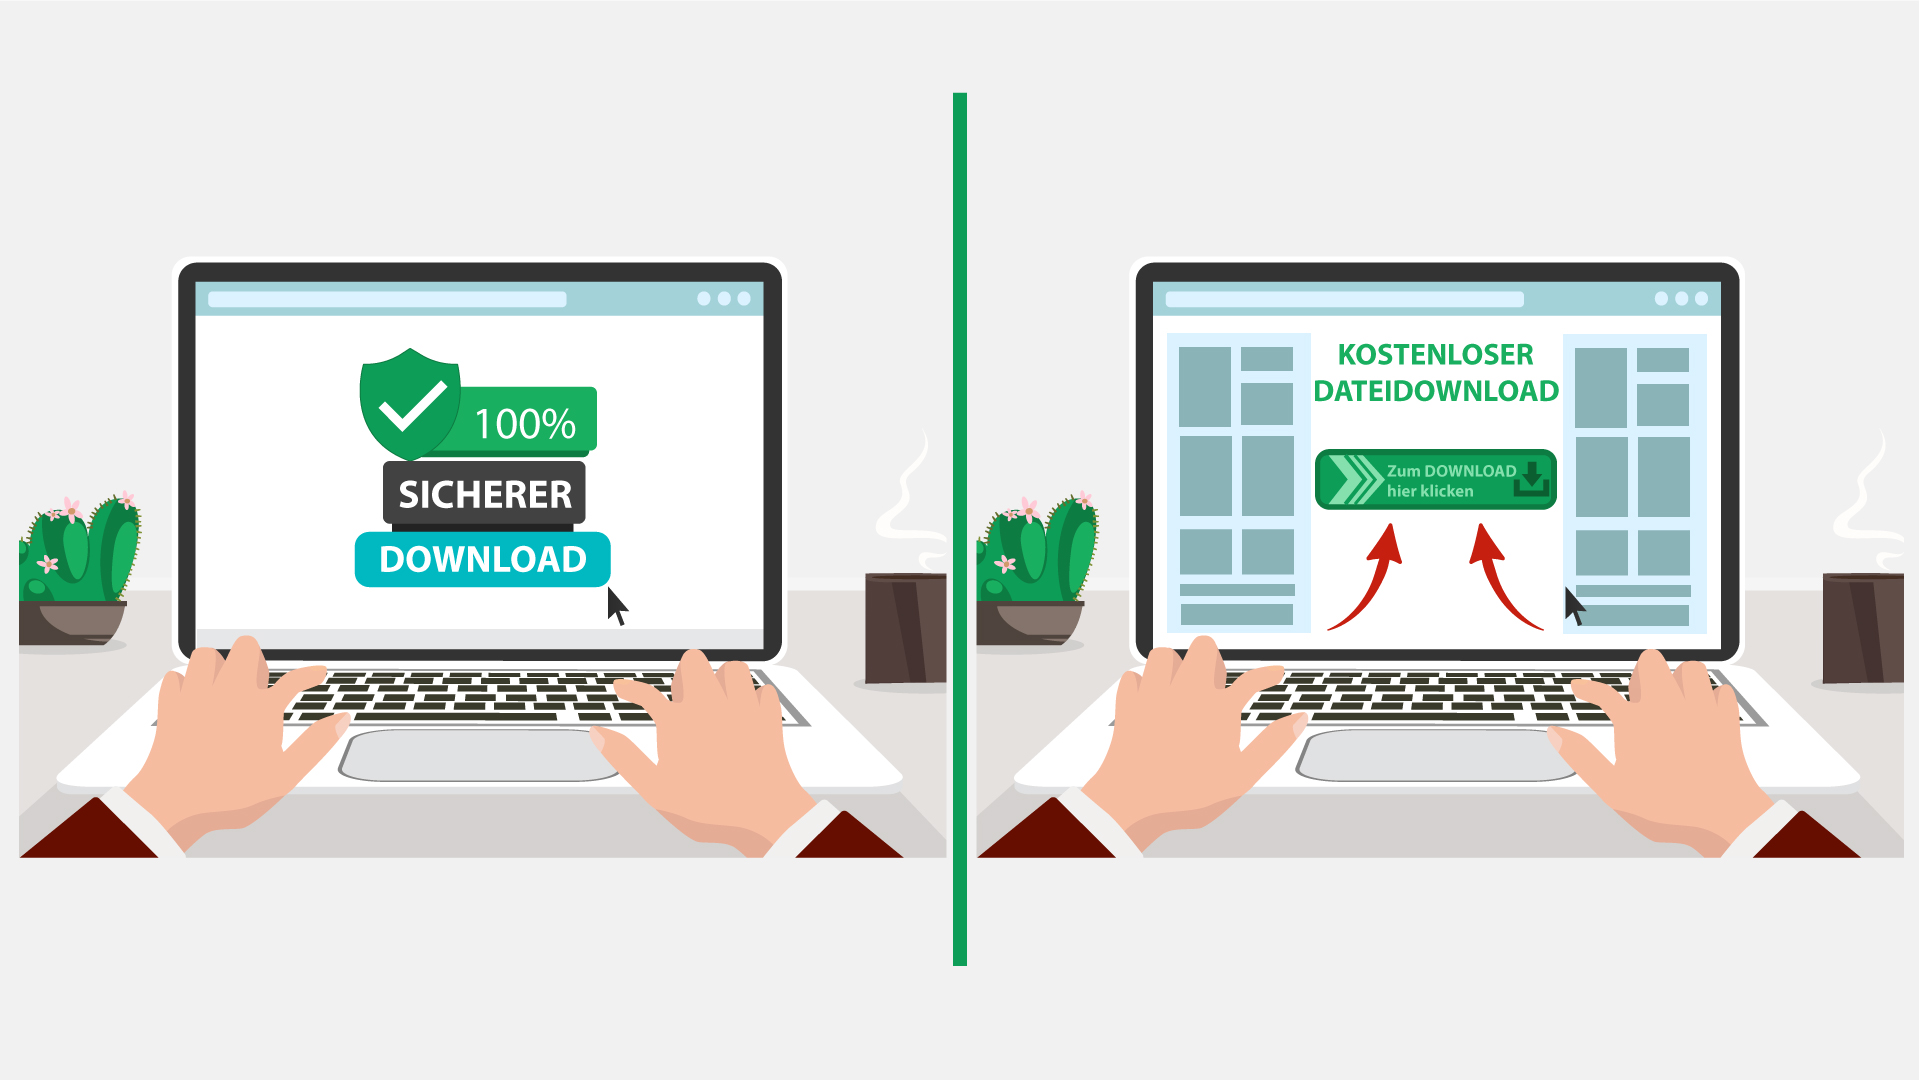 100%
SICHERER
DOWNLOAD
KOSTENLOSER
DATEIDOWNLOAD
Zum DOWNLOAD
hier klicken